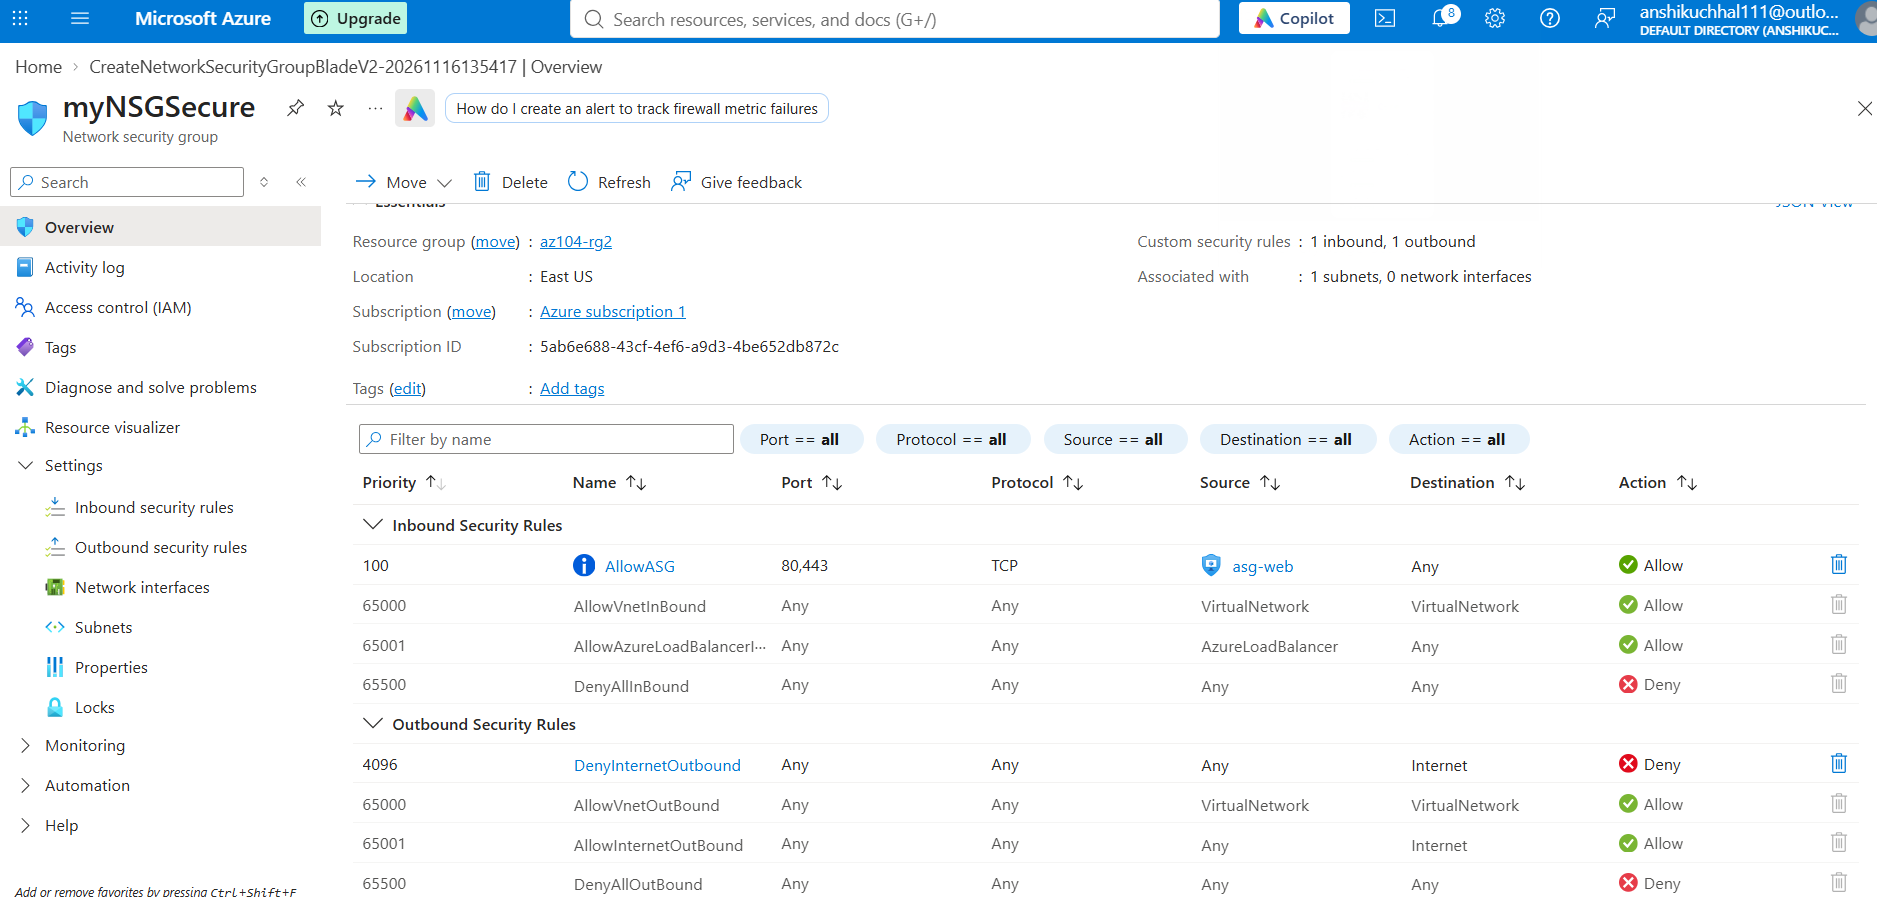 Microsoft Azure
Upgrade
Search resources, services, and docs (G+/)
Copilot
8
anshikuchhal111@outlo...
DEFAULT DIRECTORY (ANSHIKUC...
Home > CreateNetworkSecurityGroupBladeV2-20261116135417 | Overview
myNSGSecure
How do I create an alert to track firewall metric failures
Network security group
Search
Move
Delete
Refresh
Give feedback
Overview
Activity log
Access control (IAM)
Tags
Diagnose and solve problems
Resource visualizer
Settings
Inbound security rules
Outbound security rules
Network interfaces
Subnets
Properties
Locks
Monitoring
Automation
Help
Add or remove favorites by pressing Ctrl+Shift+F
Essentials
JSON View
Resource group (move) : az104-rg2
Location : East US
Subscription (move) : Azure subscription 1
Subscription ID : 5ab6e688-43cf-4ef6-a9d3-4be652db872c
Tags (edit) : Add tags
Custom security rules : 1 inbound, 1 outbound
Associated with : 1 subnets, 0 network interfaces
Filter by name
Port == all
Protocol == all
Source == all
Destination == all
Action == all
Priority Name Port Protocol Source Destination Action
Inbound Security Rules
100 AllowASG 80,443 TCP asg-web Any Allow
65000 AllowVnetInBound Any Any VirtualNetwork VirtualNetwork Allow
65001 AllowAzureLoadBalancerI... Any Any AzureLoadBalancer Any Allow
65500 DenyAllInBound Any Any Any Any Deny
Outbound Security Rules
4096 DenyInternetOutbound Any Any Any Internet Deny
65000 AllowVnetOutBound Any Any VirtualNetwork VirtualNetwork Allow
65001 AllowInternetOutBound Any Any Any Internet Allow
65500 DenyAllOutBound Any Any Any Any Deny